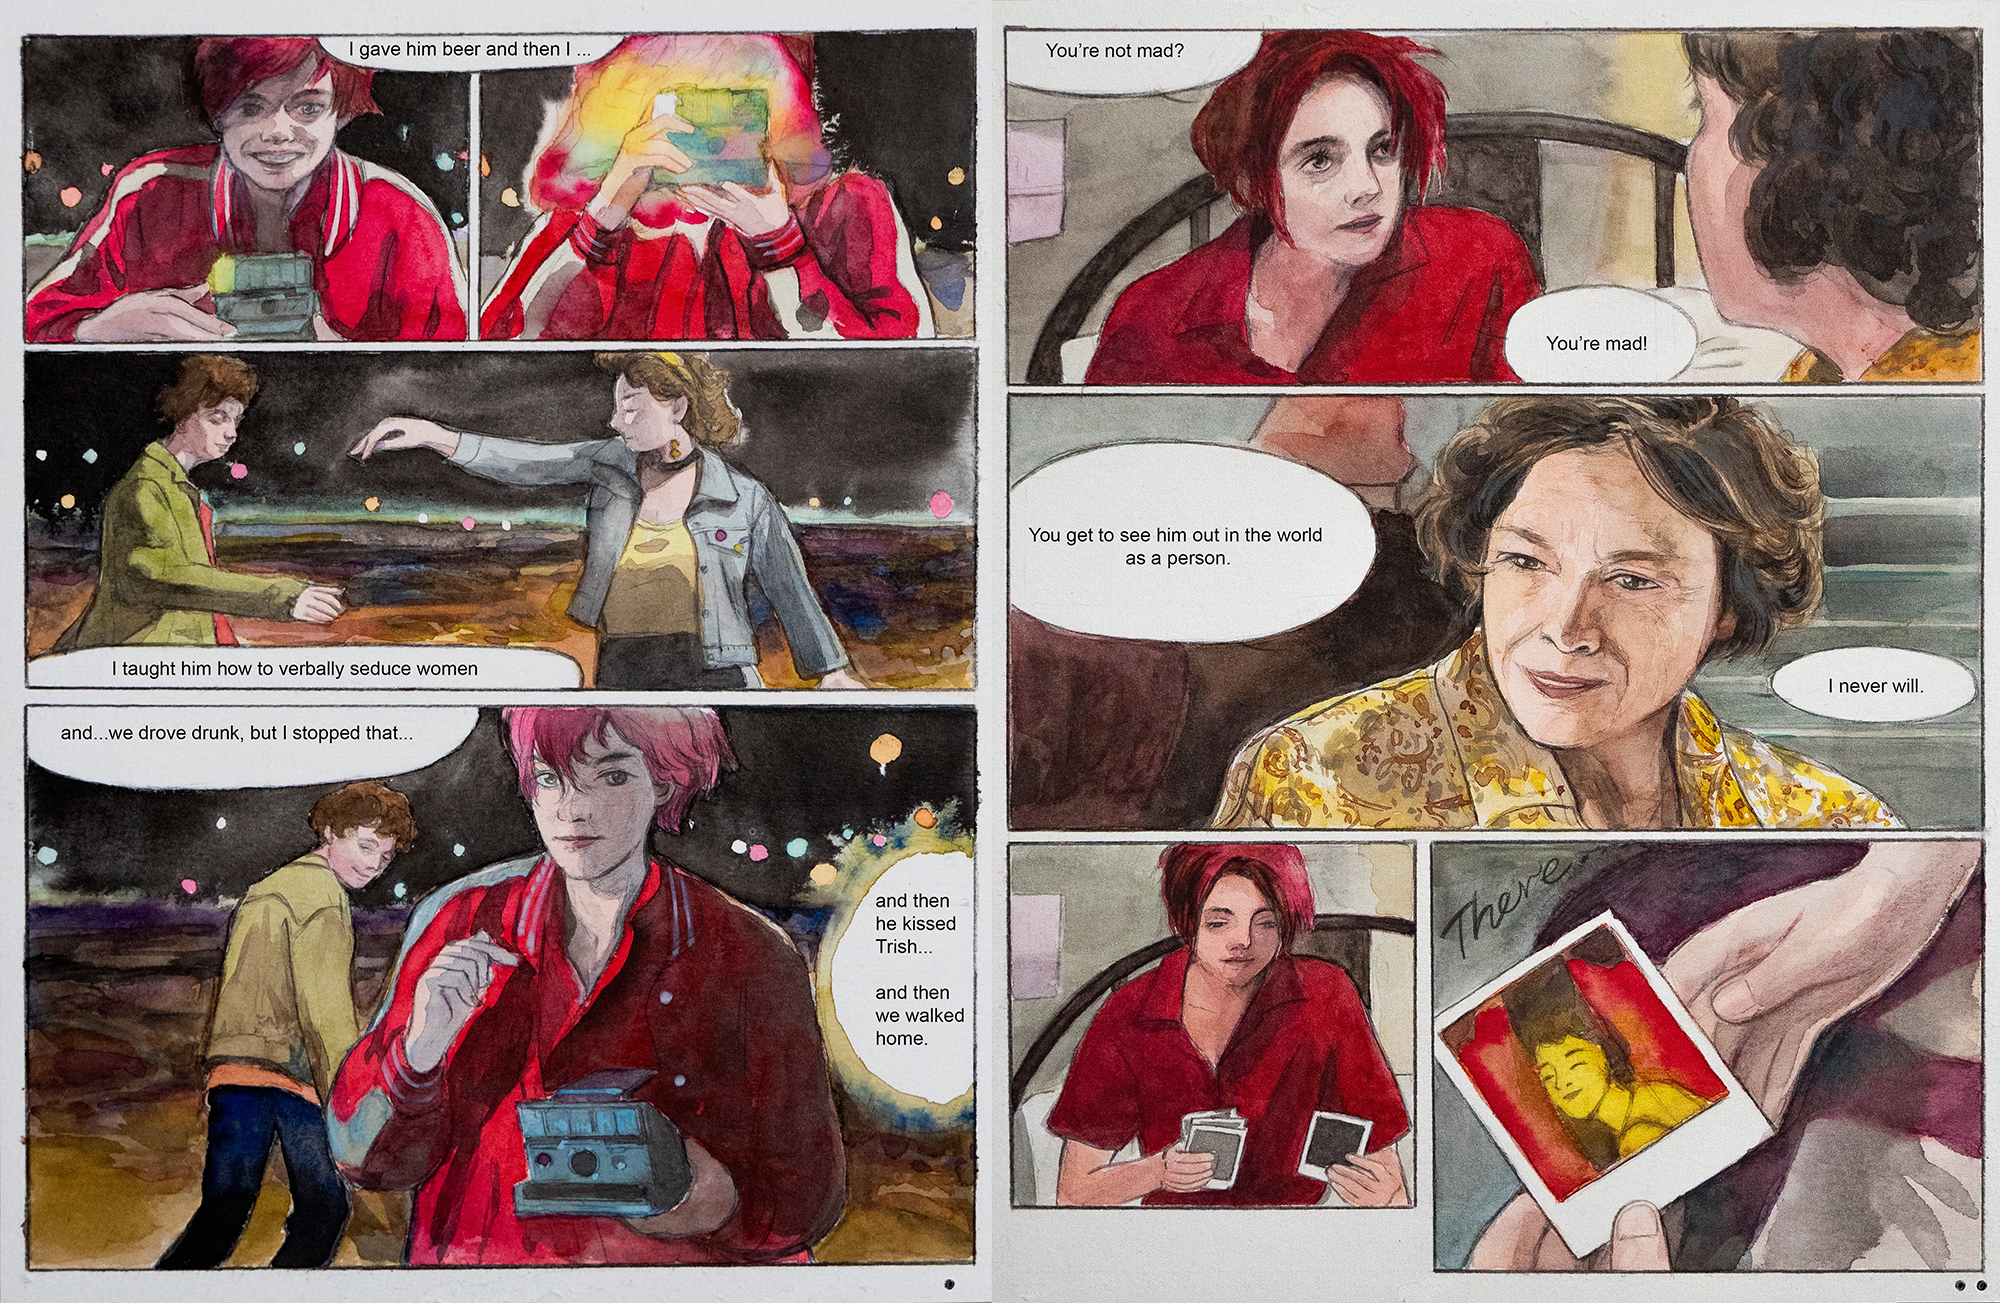 I gave him beer and then I ...
I taught him how to verbally seduce women
and...we drove drunk, but I stopped that...
and then
he kissed
Trish...
and then
we walked
home.
You're not mad?
You're mad!
You get to see him out in the world
as a person.
I never will.
There...